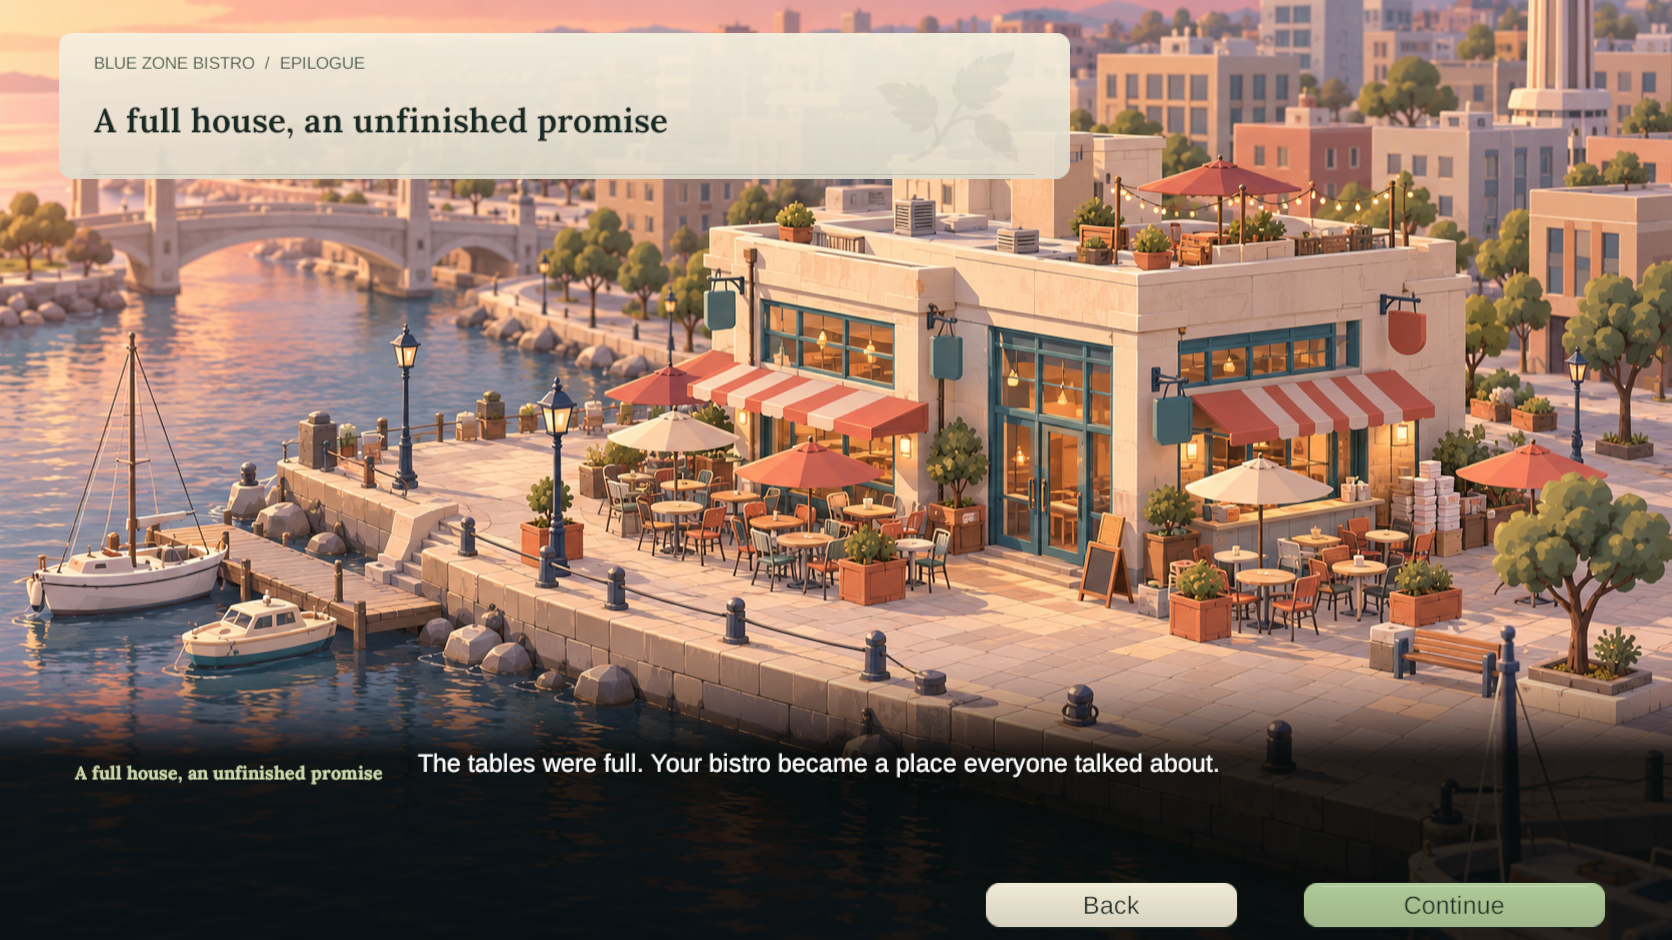 BLUE ZONE BISTRO / EPILOGUE
A full house, an unfinished promise
A full house, an unfinished promise
The tables were full. Your bistro became a place everyone talked about.
Back
Continue